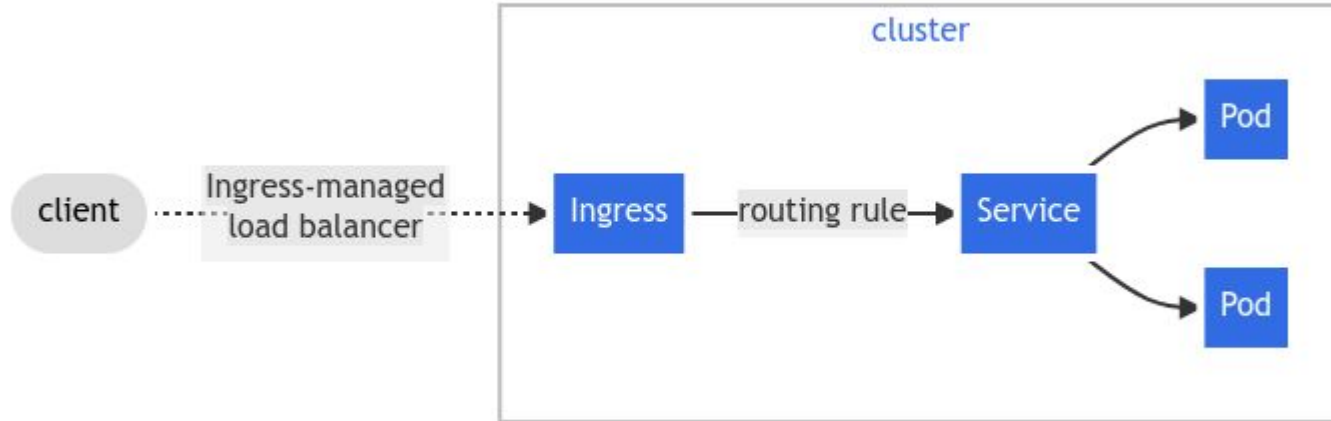 cluster
client
Ingress-managed
load balancer
Ingress
routing rule
Service
Pod
Pod